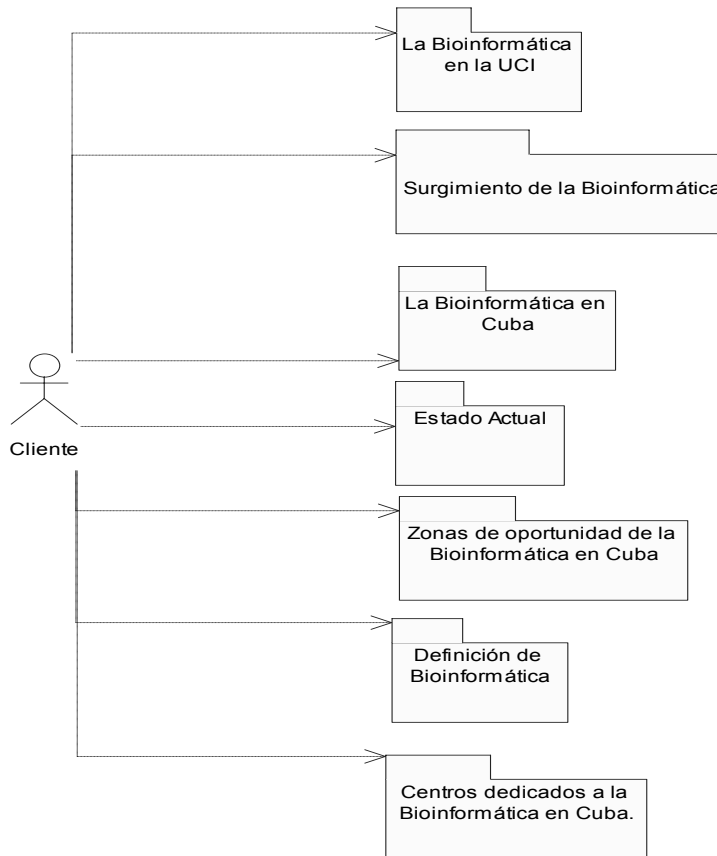 La Bioinformática
en la UCI
Surgimiento de la Bioinformática
La Bioinformática en
Cuba
Estado Actual
Cliente
Zonas de oportunidad de la
Bioinformática en Cuba
Definición de
Bioinformática
Centros dedicados a la
Bioinformática en Cuba.